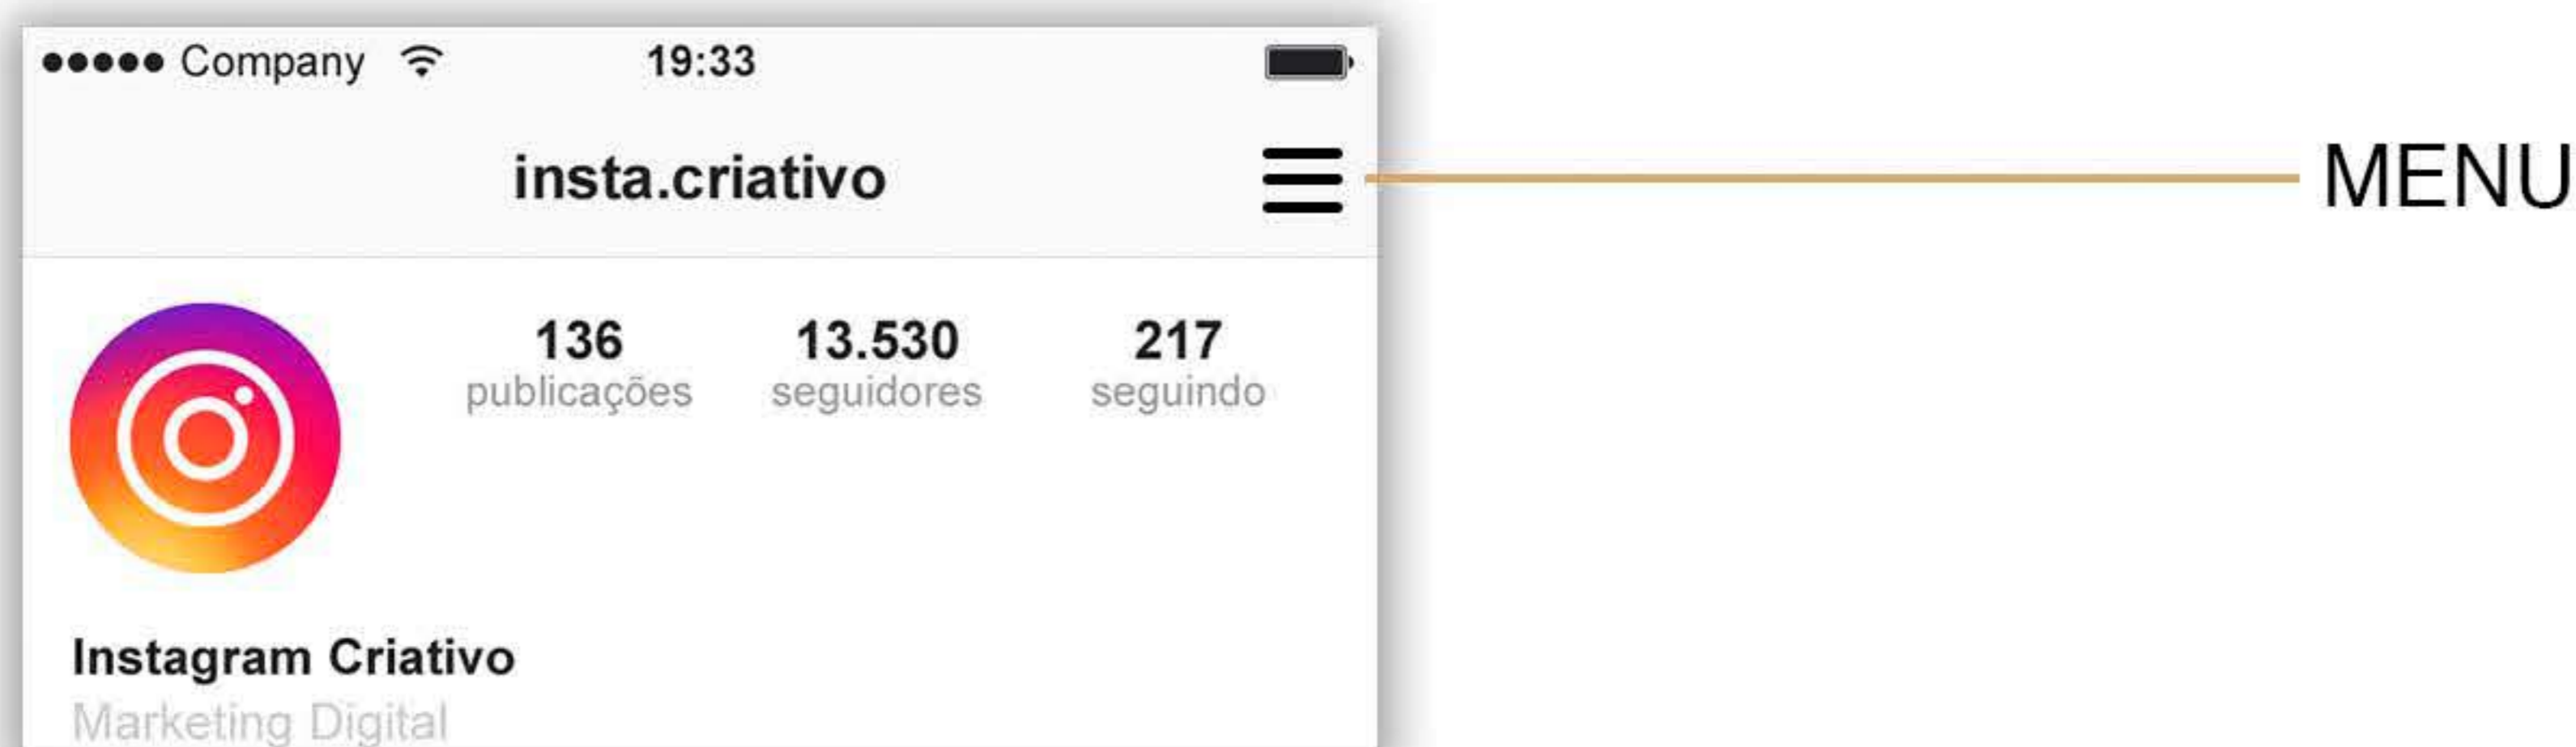 Company 19:33
insta.criativo
MENU
136 13.530 217
publicações seguidores seguindo
Instagram Criativo
Marketing Digital